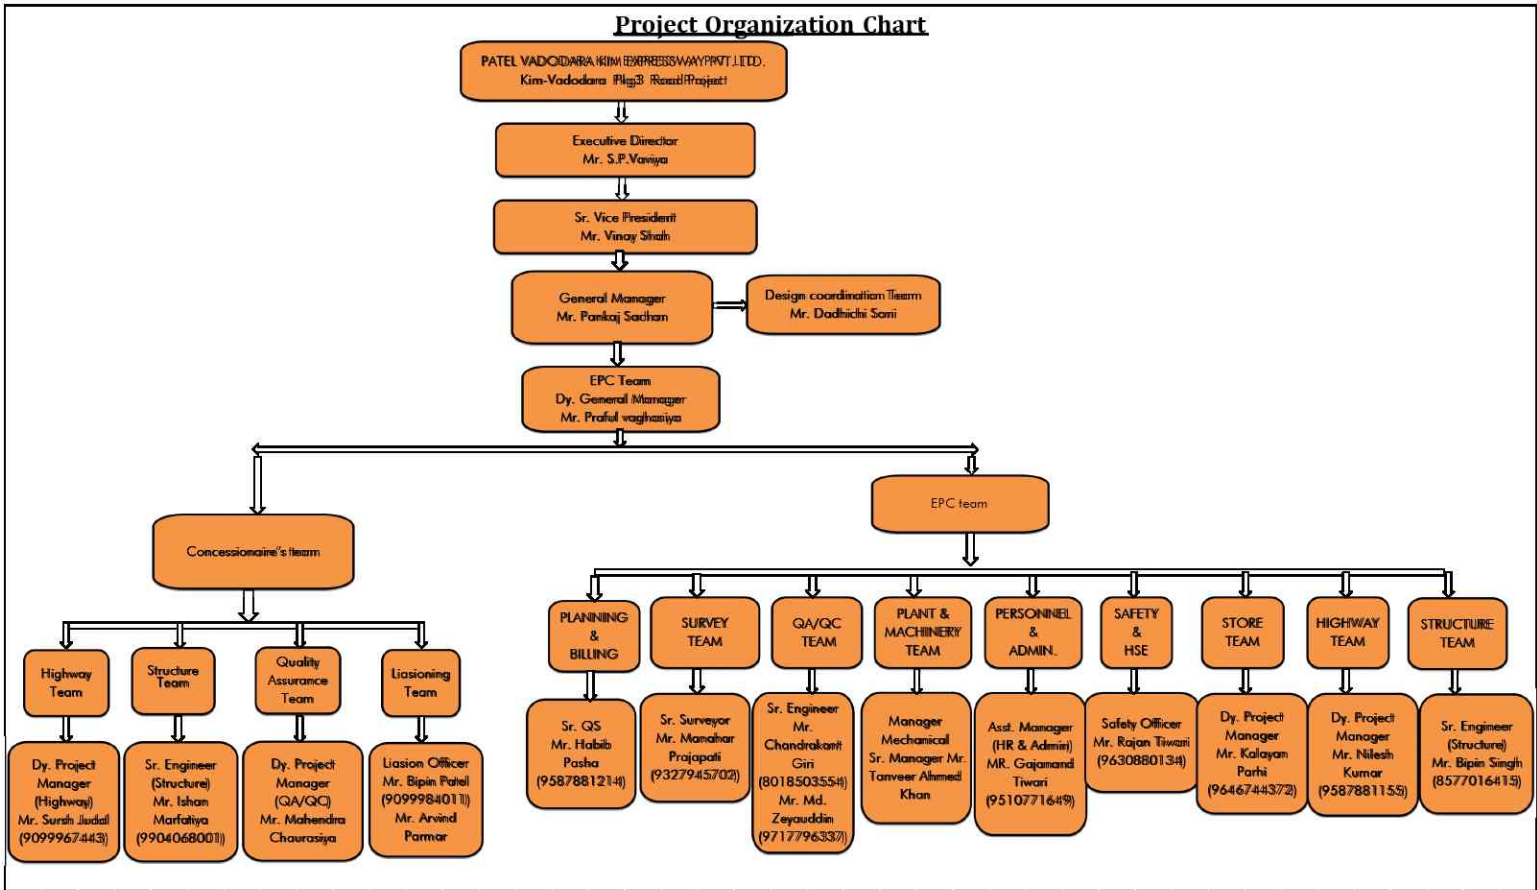 Project Organization Chart
PATEL VADODARA KIM EXPRESSWAY PVT.LTD.
Kim-Vadodara Pkg3 Road Project
Executive Director
Mr. S.P.Vaviya
Sr. Vice President
Mr. Vinay Shah
General Manager
Mr. Pankaj Sadhan
Design coordination Team
Mr. Dadhichi Soni
EPC Team
Dy. General Manager
Mr. Praful vaghasiya
Concessionaire"s team
Highway
Team
Structure
Team
Quality
Assurance
Team
Liasioning
Team
Dy. Project
Manager
(Highway)
Mr. Sursh
(9099967443)
Sr. Engineer
(Structure)
Mr. Ishan
Marfatiya
(9904068001)
Dy. Project
Manager
(QA/QC)
Mr. Mahendra
Chaurasiya
Liasion Officer
Mr. Bipin Patel
(9099984011)
Mr. Arvind
Parmar
EPC team
PLANNING
&
BILLING
SURVEY
TEAM
QA/QC
TEAM
PLANT &
MACHINERY
TEAM
PERSONNEL
&
ADMIN.
SAFETY
&
HSE
STORE
TEAM
HIGHWAY
TEAM
STRUCTURE
TEAM
Sr. QS
Mr. Habib
Pasha
(9587881214)
Sr. Surveyor
Mr. Manahar
Prajapati
(9327945702)
Sr. Engineer
Mr.
Chandrakant
Giri
(8018503554)
Mr. Md.
Zeyauddin
(9717796337)
Manager
Mechanical
Sr. Manager Mr.
Tanveer Ahmed
Khan
Asst. Manager
(HR & Admin)
MR. Gajanand
Tiwari
(9510771649)
Safety Officer
Mr. Rajan Tiwari
(9630880134)
Dy. Project
Manager
Mr. Kalayam
Parhi
(9646744372)
Dy. Project
Manager
Mr. Nilesh
Kumar
(9587881155)
Sr. Engineer
(Structure)
Mr. Bipin Singh
(8577016415)